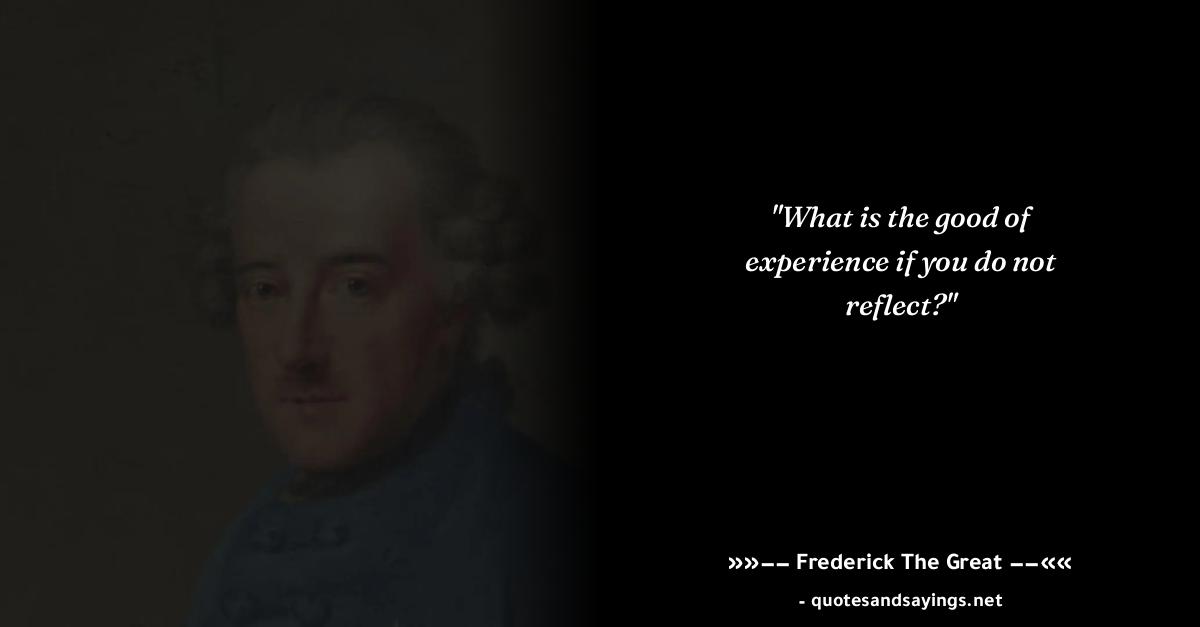 "What is the good of
experience if you do not
reflect?"
»»−− Frederick The Great −−««
- quotesandsayings.net